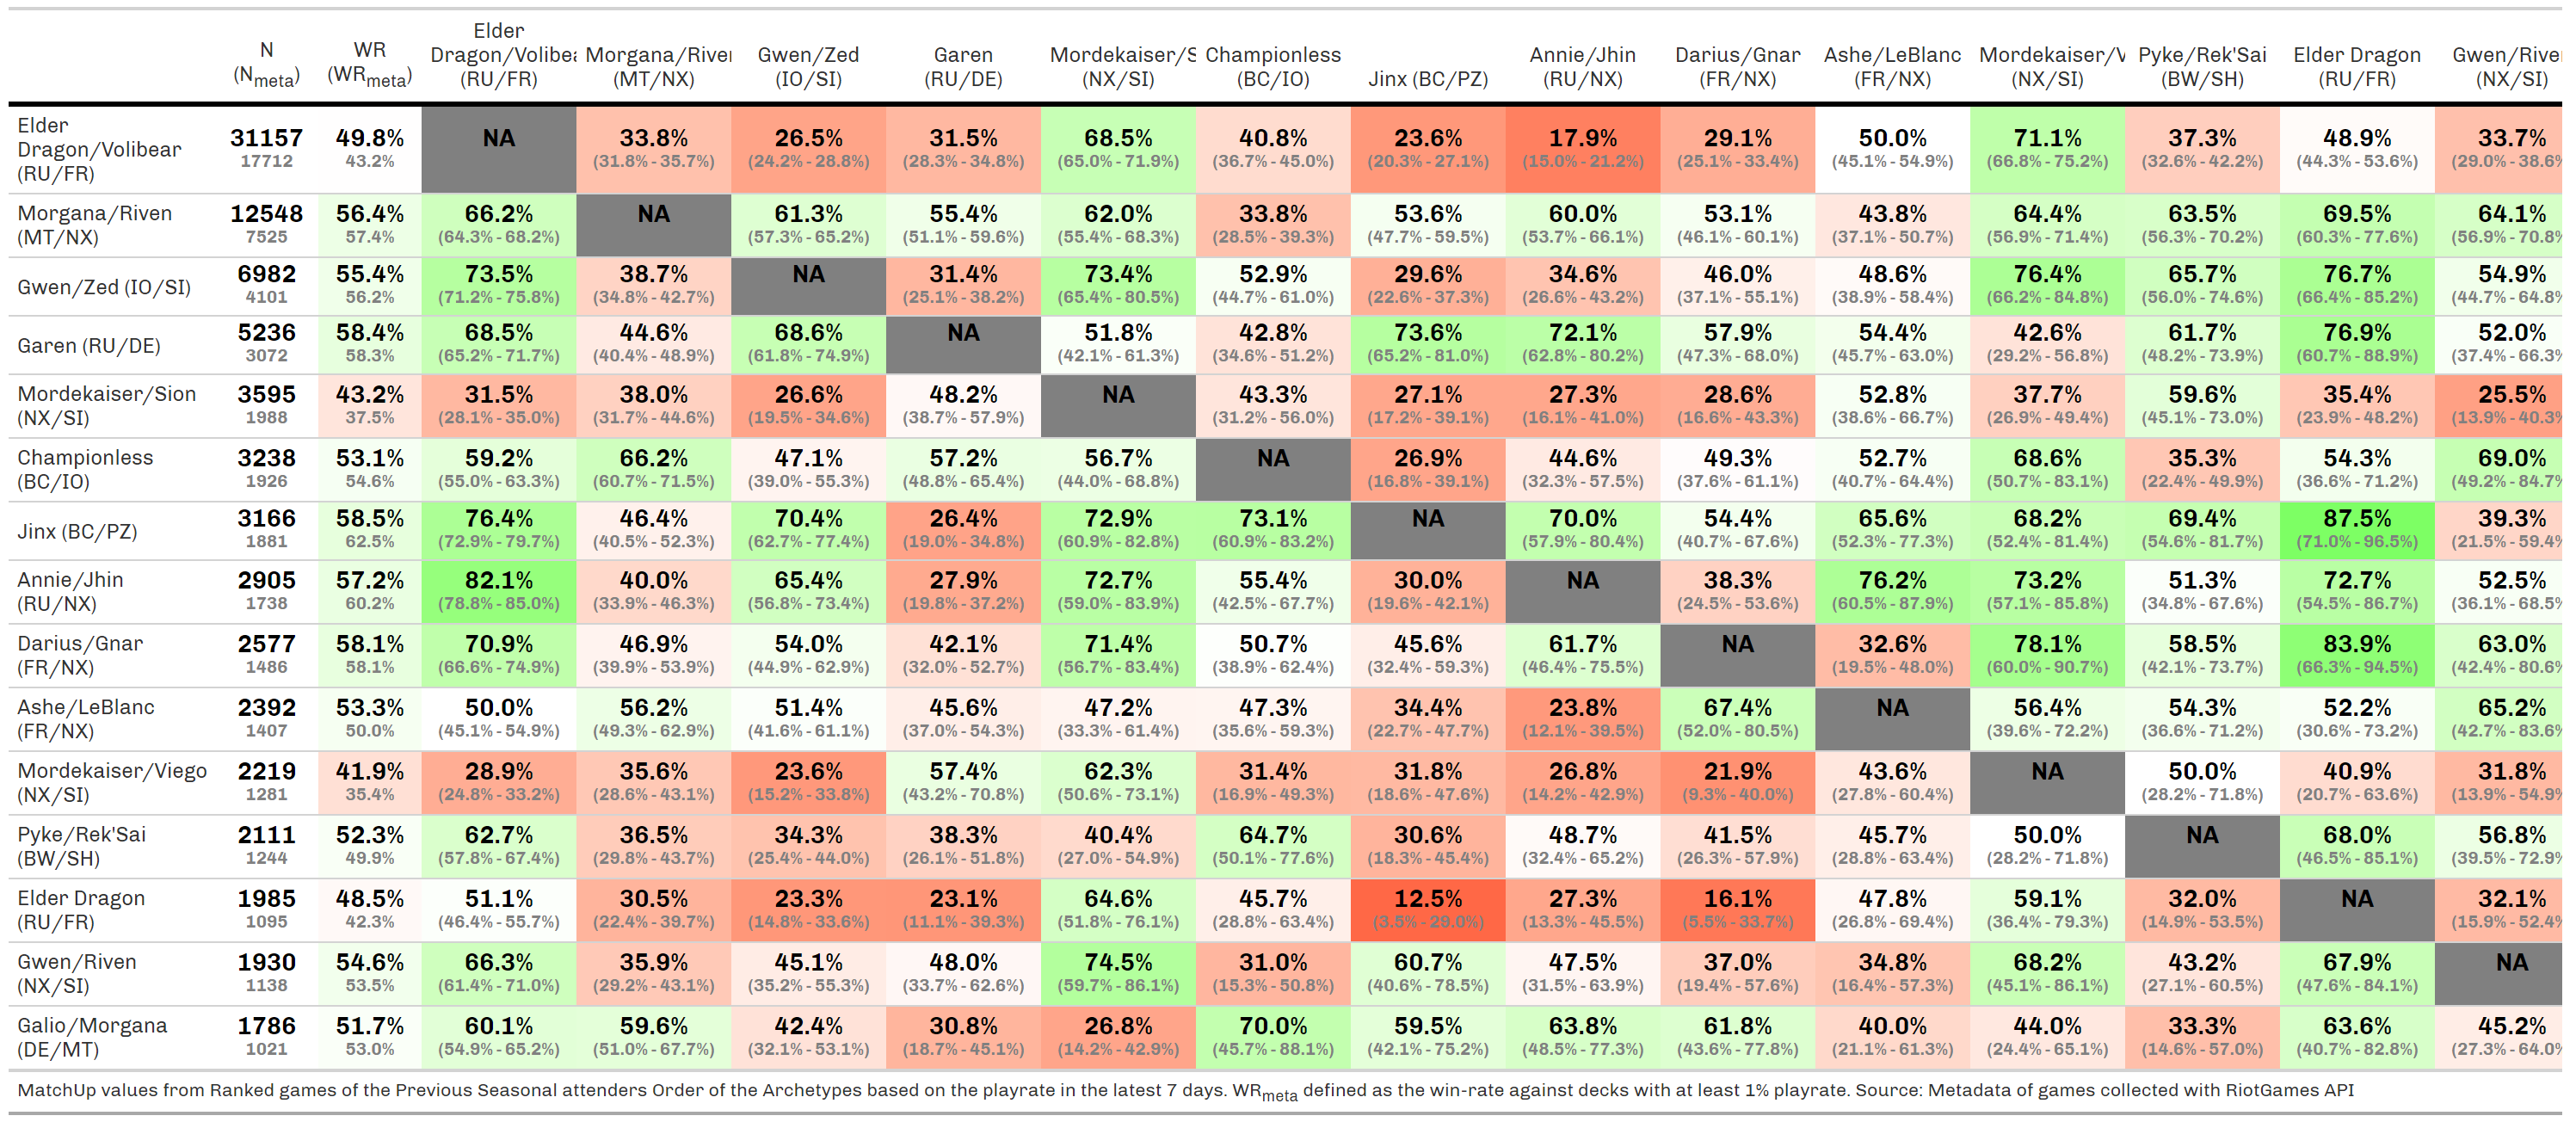 Elder
N WR Dragon/Volibea Morgana/Riven Gwen/Zed Garen Mordekaiser/S Championless Annie/Jhin Darius/Gnar Ashe/LeBlanc Mordekaiser/V Pyke/Rek'Sai Elder Dragon Gwen/Riven
(Nmeta) (WRmeta) (RU/FR) (MT/NX) (IO/SI) (RU/DE) (NX/SI) (BC/IO) Jinx (BC/PZ) (RU/NX) (FR/NX) (FR/NX) (NX/SI) (BW/SH) (RU/FR) (NX/SI)
Elder
Dragon/Volibear
(RU/FR)
31157 49.8% NA 33.8% 26.5% 31.5% 68.5% 40.8% 23.6% 17.9% 29.1% 50.0% 71.1% 37.3% 48.9% 33.7%
17712 43.2% (31.8% - 35.7%) (24.2% - 28.8%) (28.3% - 34.8%) (65.0% - 71.9%) (36.7% - 45.0%) (20.3% - 27.1%) (15.0% - 21.2%) (25.1% - 33.4%) (45.1% - 54.9%) (66.8% - 75.2%) (32.6% - 42.2%) (44.3% - 53.6%) (29.0% - 38.6%
Morgana/Riven
(MT/NX)
12548 56.4% 66.2% NA 61.3% 55.4% 62.0% 33.8% 53.6% 60.0% 53.1% 43.8% 64.4% 63.5% 69.5% 64.1%
7525 57.4% (64.3% - 68.2%) (57.3% - 65.2%) (51.1% - 59.6%) (55.4% - 68.3%) (28.5% - 39.3%) (47.7% - 59.5%) (53.7% - 66.1%) (46.1% - 60.1%) (37.1% - 50.7%) (56.9% - 71.4%) (56.3% - 70.2%) (60.3% - 77.6%) (56.9% - 70.8%
Gwen/Zed (IO/SI)
6982 55.4% 73.5% 38.7% NA 31.4% 73.4% 52.9% 29.6% 34.6% 46.0% 48.6% 76.4% 65.7% 76.7% 54.9%
4101 56.2% (71.2% - 75.8%) (34.8% - 42.7%) (25.1% - 38.2%) (65.4% - 80.5%) (44.7% - 61.0%) (22.6% - 37.3%) (26.6% - 43.2%) (37.1% - 55.1%) (38.9% - 58.4%) (66.2% - 84.8%) (56.0% - 74.6%) (66.4% - 85.2%) (44.7% - 64.8%
Garen (RU/DE)
5236 58.4% 68.5% 44.6% 68.6% NA 51.8% 42.8% 73.6% 72.1% 57.9% 54.4% 42.6% 61.7% 76.9% 52.0%
3072 58.3% (65.2% - 71.7%) (40.4% - 48.9%) (61.8% - 74.9%) (42.1% - 61.3%) (34.6% - 51.2%) (65.2% - 81.0%) (62.8% - 80.2%) (47.3% - 68.0%) (45.7% - 63.0%) (29.2% - 56.8%) (48.2% - 73.9%) (60.7% - 88.9%) (37.4% - 66.3%
Mordekaiser/Sion
(NX/SI)
3595 43.2% 31.5% 38.0% 26.6% 48.2% NA 43.3% 27.1% 27.3% 28.6% 52.8% 37.7% 59.6% 35.4% 25.5%
1988 37.5% (28.1% - 35.0%) (31.7% - 44.6%) (19.5% - 34.6%) (38.7% - 57.9%) (31.2% - 56.0%) (17.2% - 39.1%) (16.1% - 41.0%) (16.6% - 43.3%) (38.6% - 66.7%) (26.9% - 49.4%) (45.1% - 73.0%) (23.9% - 48.2%) (13.9% - 40.3%
Championless
(BC/IO)
3238 53.1% 59.2% 66.2% 47.1% 57.2% 56.7% NA 26.9% 44.6% 49.3% 52.7% 68.6% 35.3% 54.3% 69.0%
1926 54.6% (55.0% - 63.3%) (60.7% - 71.5%) (39.0% - 55.3%) (48.8% - 65.4%) (44.0% - 68.8%) (16.8% - 39.1%) (32.3% - 57.5%) (37.6% - 61.1%) (40.7% - 64.4%) (50.7% - 83.1%) (22.4% - 49.9%) (36.6% - 71.2%) (49.2% - 84.7%
Jinx (BC/PZ)
3166 58.5% 76.4% 46.4% 70.4% 26.4% 72.9% 73.1% NA 70.0% 54.4% 65.6% 68.2% 69.4% 87.5% 39.3%
1881 62.5% (72.9% - 79.7%) (40.5% - 52.3%) (62.7% - 77.4%) (19.0% - 34.8%) (60.9% - 82.8%) (60.9% - 83.2%) (57.9% - 80.4%) (40.7% - 67.6%) (52.3% - 77.3%) (52.4% - 81.4%) (54.6% - 81.7%) (71.0% - 96.5%) (21.5% - 59.4%
Annie/Jhin
(RU/NX)
2905 57.2% 82.1% 40.0% 65.4% 27.9% 72.7% 55.4% 30.0% NA 38.3% 76.2% 73.2% 51.3% 72.7% 52.5%
1738 60.2% (78.8% - 85.0%) (33.9% - 46.3%) (56.8% - 73.4%) (19.8% - 37.2%) (59.0% - 83.9%) (42.5% - 67.7%) (19.6% - 42.1%) (24.5% - 53.6%) (60.5% - 87.9%) (57.1% - 85.8%) (34.8% - 67.6%) (54.5% - 86.7%) (36.1% - 68.5%
Darius/Gnar
(FR/NX)
2577 58.1% 70.9% 46.9% 54.0% 42.1% 71.4% 50.7% 45.6% 61.7% NA 32.6% 78.1% 58.5% 83.9% 63.0%
1486 58.1% (66.6% - 74.9%) (39.9% - 53.9%) (44.9% - 62.9%) (32.0% - 52.7%) (56.7% - 83.4%) (38.9% - 62.4%) (32.4% - 59.3%) (46.4% - 75.5%) (19.5% - 48.0%) (60.0% - 90.7%) (42.1% - 73.7%) (66.3% - 94.5%) (42.4% - 80.6%
Ashe/LeBlanc
(FR/NX)
2392 53.3% 50.0% 56.2% 51.4% 45.6% 47.2% 47.3% 34.4% 23.8% 67.4% NA 56.4% 54.3% 52.2% 65.2%
1407 50.0% (45.1% - 54.9%) (49.3% - 62.9%) (41.6% - 61.1%) (37.0% - 54.3%) (33.3% - 61.4%) (35.6% - 59.3%) (22.7% - 47.7%) (12.1% - 39.5%) (52.0% - 80.5%) (39.6% - 72.2%) (36.6% - 71.2%) (30.6% - 73.2%) (42.7% - 83.6%
Mordekaiser/Viego
(NX/SI)
2219 41.9% 28.9% 35.6% 23.6% 57.4% 62.3% 31.4% 31.8% 26.8% 21.9% 43.6% NA 50.0% 40.9% 31.8%
1281 35.4% (24.8% - 33.2%) (28.6% - 43.1%) (15.2% - 33.8%) (43.2% - 70.8%) (50.6% - 73.1%) (16.9% - 49.3%) (18.6% - 47.6%) (14.2% - 42.9%) (9.3% - 40.0%) (27.8% - 60.4%) (28.2% - 71.8%) (20.7% - 63.6%) (13.9% - 54.9%
Pyke/Rek'Sai
(BW/SH)
2111 52.3% 62.7% 36.5% 34.3% 38.3% 40.4% 64.7% 30.6% 48.7% 41.5% 45.7% 50.0% NA 68.0% 56.8%
1244 49.9% (57.8% - 67.4%) (29.8% - 43.7%) (25.4% - 44.0%) (26.1% - 51.8%) (27.0% - 54.9%) (50.1% - 77.6%) (18.3% - 45.4%) (32.4% - 65.2%) (26.3% - 57.9%) (28.8% - 63.4%) (28.2% - 71.8%) (46.5% - 85.1%) (39.5% - 72.9%
Elder Dragon
(RU/FR)
1985 48.5% 51.1% 30.5% 23.3% 23.1% 64.6% 45.7% 12.5% 27.3% 16.1% 47.8% 59.1% 32.0% NA 32.1%
1095 42.3% (46.4% - 55.7%) (22.4% - 39.7%) (14.8% - 33.6%) (11.1% - 39.3%) (51.8% - 76.1%) (28.8% - 63.4%) (3.5% - 29.0%) (13.3% - 45.5%) (5.5% - 33.7%) (26.8% - 69.4%) (36.4% - 79.3%) (14.9% - 53.5%) (15.9% - 52.4%
Gwen/Riven
(NX/SI)
1930 54.6% 66.3% 35.9% 45.1% 48.0% 74.5% 31.0% 60.7% 47.5% 37.0% 34.8% 68.2% 43.2% 67.9% NA
1138 53.5% (61.4% - 71.0%) (29.2% - 43.1%) (35.2% - 55.3%) (33.7% - 62.6%) (59.7% - 86.1%) (15.3% - 50.8%) (40.6% - 78.5%) (31.5% - 63.9%) (19.4% - 57.6%) (16.4% - 57.3%) (45.1% - 86.1%) (27.1% - 60.5%) (47.6% - 84.1%)
Galio/Morgana
(DE/MT)
1786 51.7% 60.1% 59.6% 42.4% 30.8% 26.8% 70.0% 59.5% 63.8% 61.8% 40.0% 44.0% 33.3% 63.6% 45.2%
1021 53.0% (54.9% - 65.2%) (51.0% - 67.7%) (32.1% - 53.1%) (18.7% - 45.1%) (14.2% - 42.9%) (45.7% - 88.1%) (42.1% - 75.2%) (48.5% - 77.3%) (43.6% - 77.8%) (21.1% - 61.3%) (24.4% - 65.1%) (14.6% - 57.0%) (40.7% - 82.8%) (27.3% - 64.0%
MatchUp values from Ranked games of the Previous Seasonal attenders Order of the Archetypes based on the playrate in the latest 7 days. WRmeta defined as the win-rate against decks with at least 1% playrate. Source: Metadata of games collected with RiotGames API